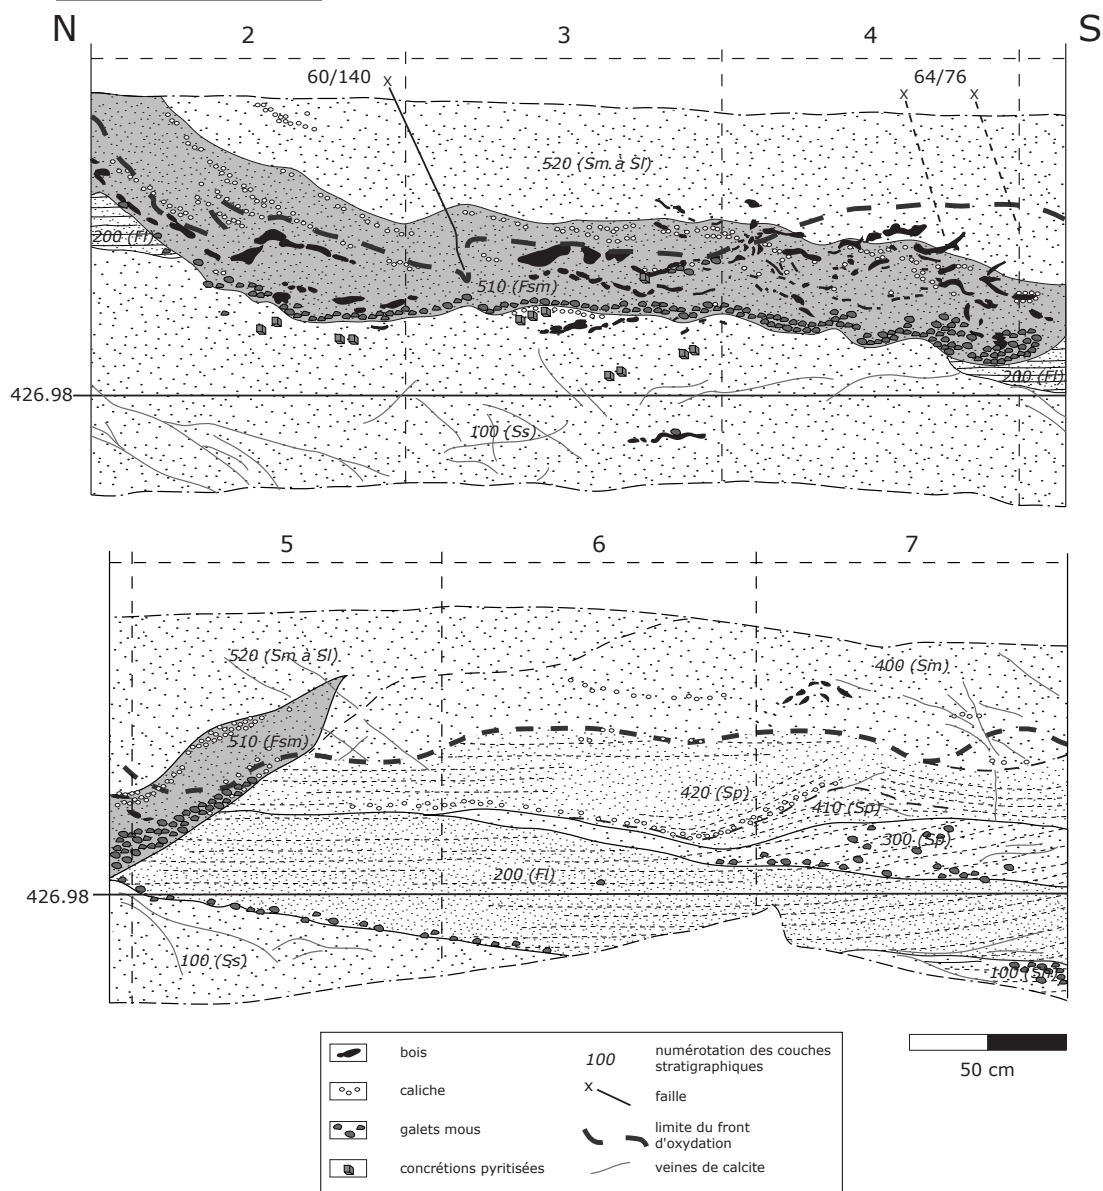 N
S
2
3
4
60/140
x
64/76
x
x
520 (Sm à Sl)
200 (Fl)
510 (Fsm)
200 (Fl)
426.98
100 (Ss)
5
6
7
520 (Sm à Sl)
400 (Sm)
510 (Fsm)
420 (Sp)
410 (Sp)
300 (Sp)
200 (Fl)
426.98
100 (Ss)
100 (Sh)
bois
caliche
galets mous
concrétions pyritisées
100
numérotation des couches
stratigraphiques
x
faille
limite du front
d'oxydation
veines de calcite
50 cm